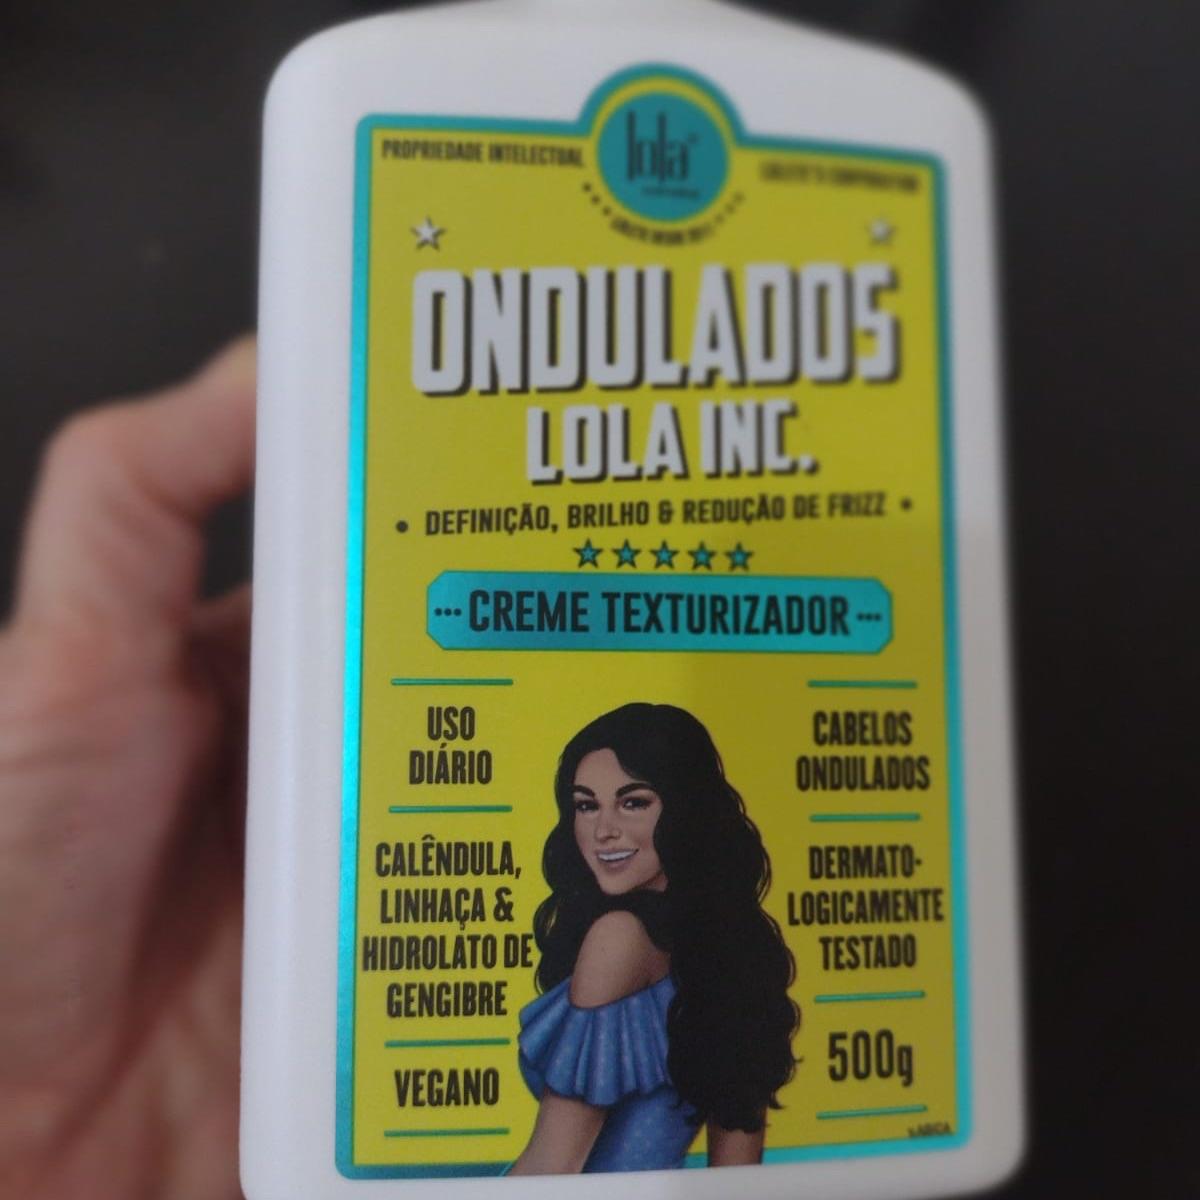 PROPRIEDADE INTELECTUAL
lola
ONDULADOS
LOLA INC.
• DEFINIÇÃO, BRILHO & REDUÇÃO DE FRIZZ •
··· CREME TEXTURIZADOR ···
USO
DIÁRIO
CALÊNDULA,
LINHAÇA &
HIDROLATO DE
GENGIBRE
VEGANO
CABELOS
ONDULADOS
DERMATO-
LOGICAMENTE
TESTADO
500g